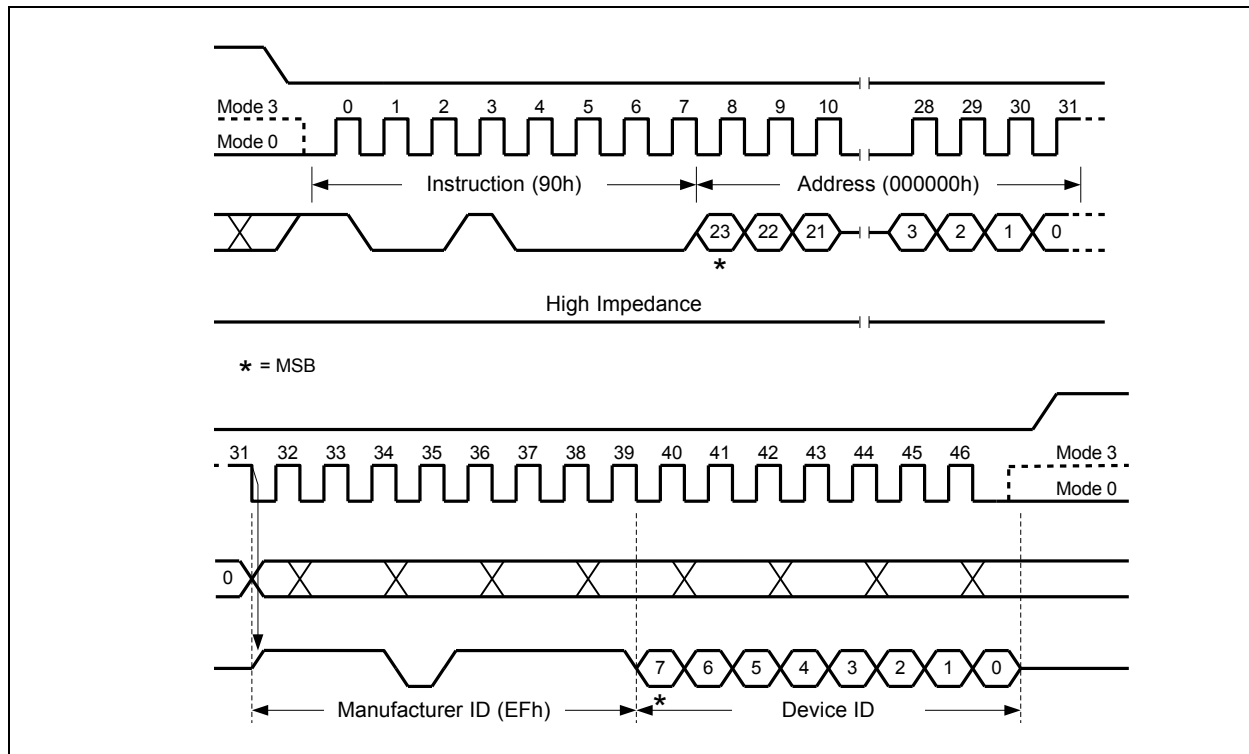 Mode 3 0 1 2 3 4 5 6 7 8 9 10 28 29 30 31
Mode 0
Instruction (90h) Address (000000h)
23 22 21 3 2 1 0
*
High Impedance
* = MSB
31 32 33 34 35 36 37 38 39 40 41 42 43 44 45 46 Mode 3
Mode 0
0
7 6 5 4 3 2 1 0
*
Manufacturer ID (EFh) Device ID